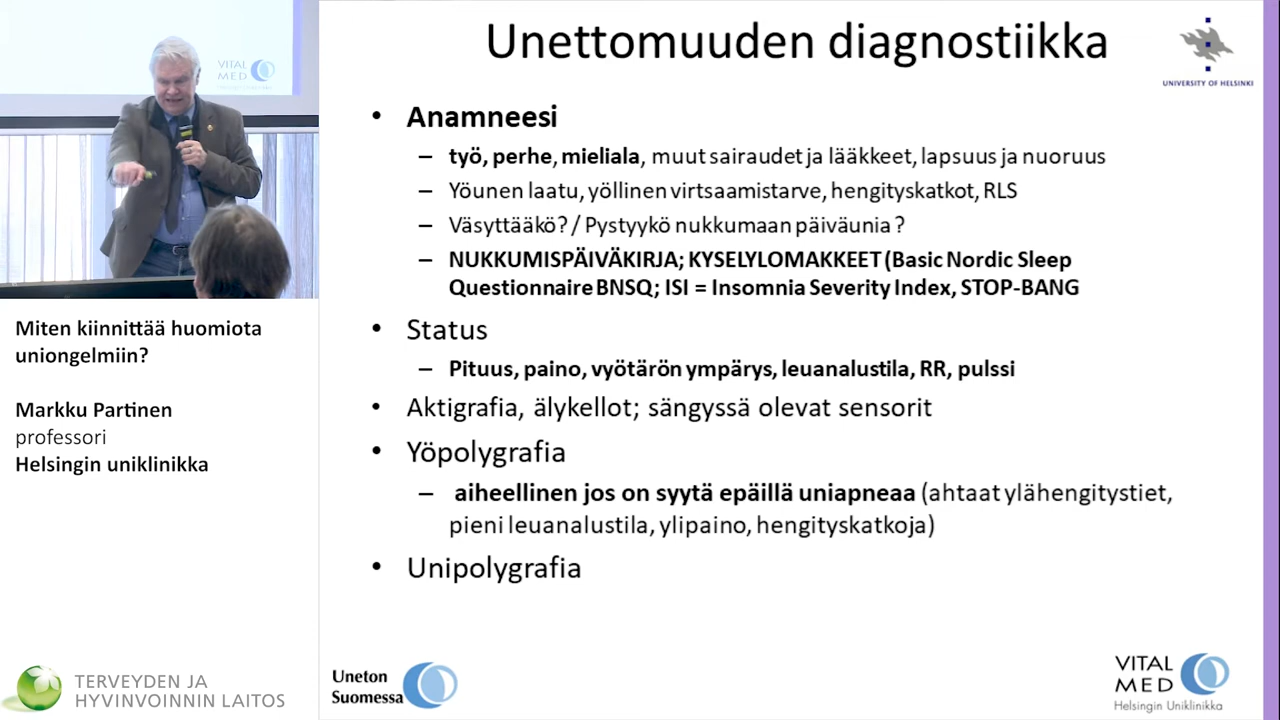 Unettomuuden diagnostiikka
UNIVERSITY OF HELSINKI
• Anamneesi
– työ, perhe, mieliala, muut sairaudet ja lääkkeet, lapsuus ja nuoruus
– Yöunen laatu, yöllinen virtsaamistarve, hengityskatkot, RLS
– Väsyttääkö? / Pystyykö nukkumaan päiväunia ?
– NUKKUMISPÄIVÄKIRJA; KYSELYLOMAKKEET (Basic Nordic Sleep
Questionnaire BNSQ; ISI = Insomnia Severity Index, STOP-BANG
• Status
– Pituus, paino, vyötärön ympärys, leuanalustila, RR, pulssi
• Aktigrafia, älykellot; sängyssä olevat sensorit
• Yöpolygrafia
– aiheellinen jos on syytä epäillä uniapneaa (ahtaat ylähengitystiet,
pieni leuanalustila, ylipaino, hengityskatkoja)
• Unipolygrafia
Uneton
Suomessa
VITAL
MED
Helsingin Uniklinikka
VITAL
MED
Miten kiinnittää huomiota
uniongelmiin?
Markku Partinen
professori
Helsingin uniklinikka
TERVEYDEN JA
HYVINVOINNIN LAITOS